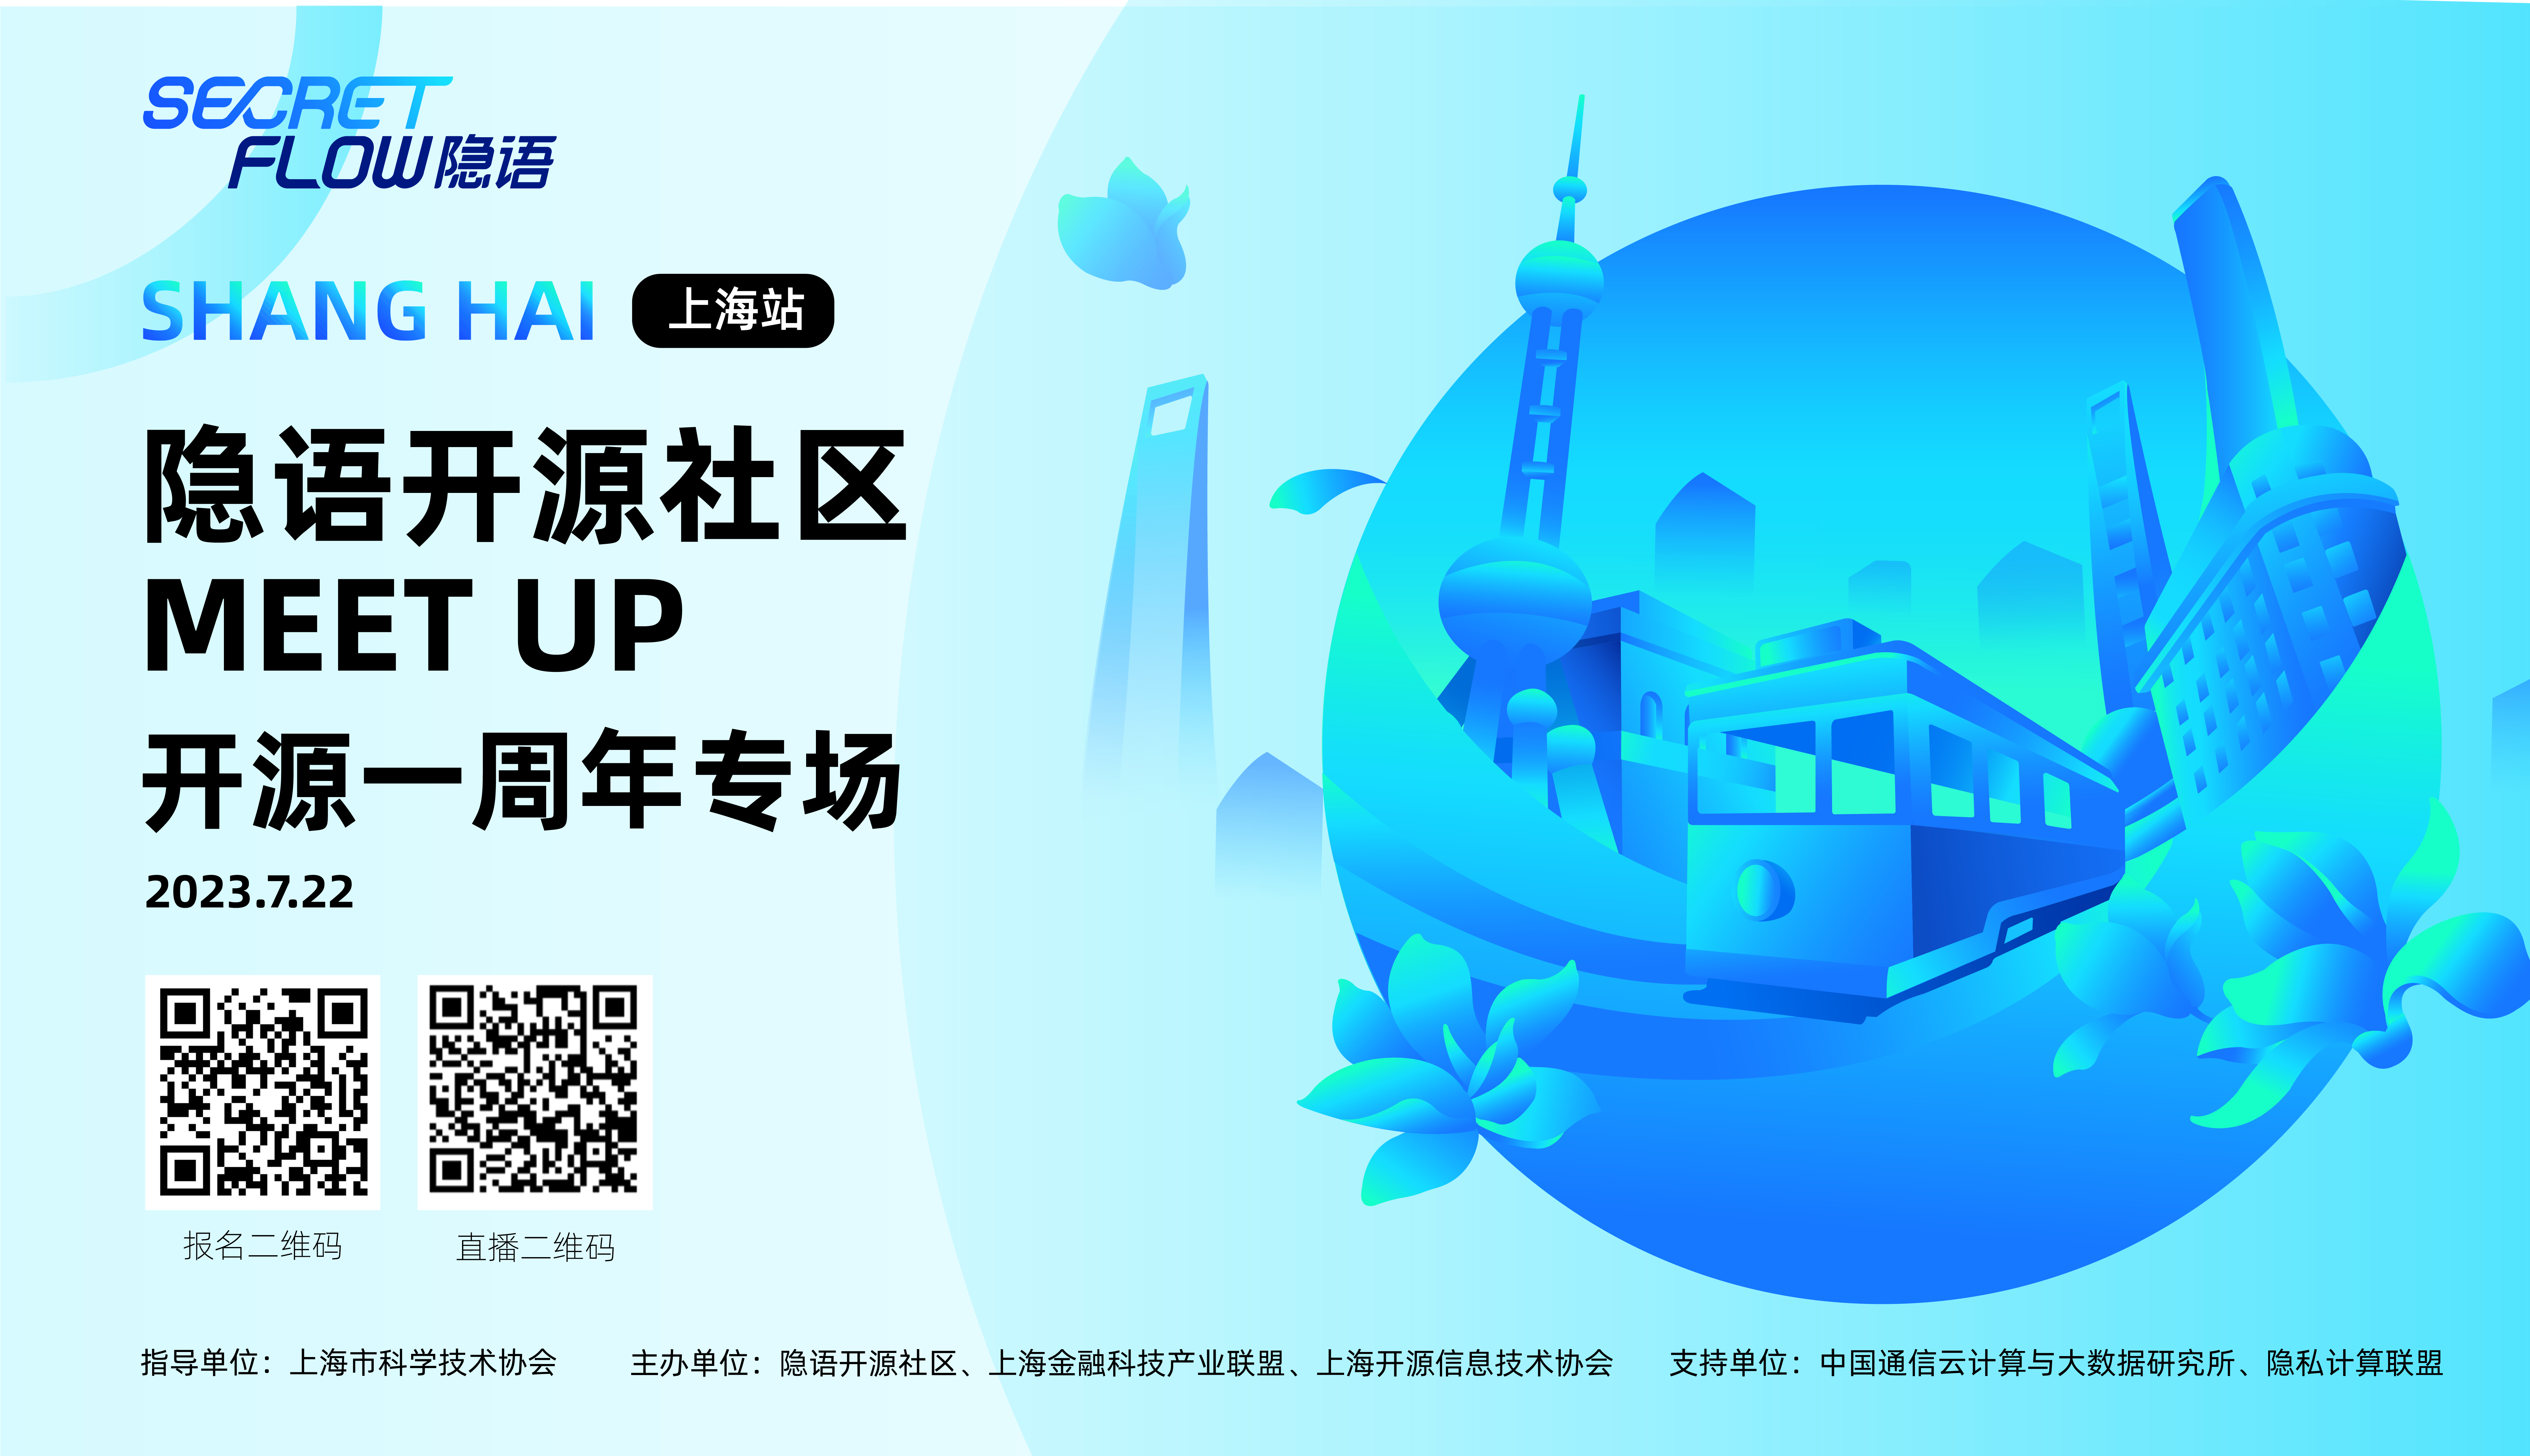 SECRET
FLOW隐语
SHANG HAI 上海站
隐语开源社区
MEET UP
开源一周年专场
2023.7.22
报名二维码 直播二维码
指导单位：上海市科学技术协会 主办单位：隐语开源社区、上海金融科技产业联盟、上海开源信息技术协会 支持单位：中国通信云计算与大数据研究所、隐私计算联盟